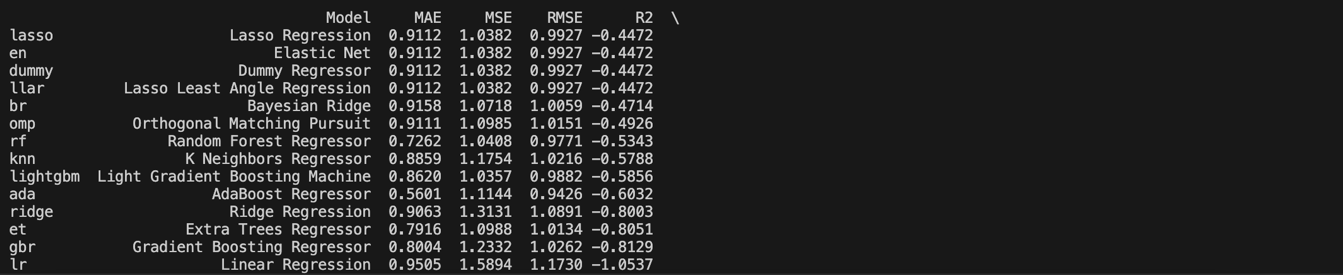 Model MAE MSE RMSE R2 \
lasso Lasso Regression 0.9112 1.0382 0.9927 -0.4472
en Elastic Net 0.9112 1.0382 0.9927 -0.4472
dummy Dummy Regressor 0.9112 1.0382 0.9927 -0.4472
llar Lasso Least Angle Regression 0.9112 1.0382 0.9927 -0.4472
br Bayesian Ridge 0.9158 1.0718 1.0059 -0.4714
omp Orthogonal Matching Pursuit 0.9111 1.0985 1.0151 -0.4926
rf Random Forest Regressor 0.7262 1.0408 0.9771 -0.5343
knn K Neighbors Regressor 0.8859 1.1754 1.0216 -0.5788
lightgbm Light Gradient Boosting Machine 0.8620 1.0357 0.9882 -0.5856
ada AdaBoost Regressor 0.5601 1.1144 0.9426 -0.6032
ridge Ridge Regression 0.9063 1.3131 1.0891 -0.8003
et Extra Trees Regressor 0.7916 1.0988 1.0134 -0.8051
gbr Gradient Boosting Regressor 0.8004 1.2332 1.0262 -0.8129
lr Linear Regression 0.9505 1.5894 1.1730 -1.0537